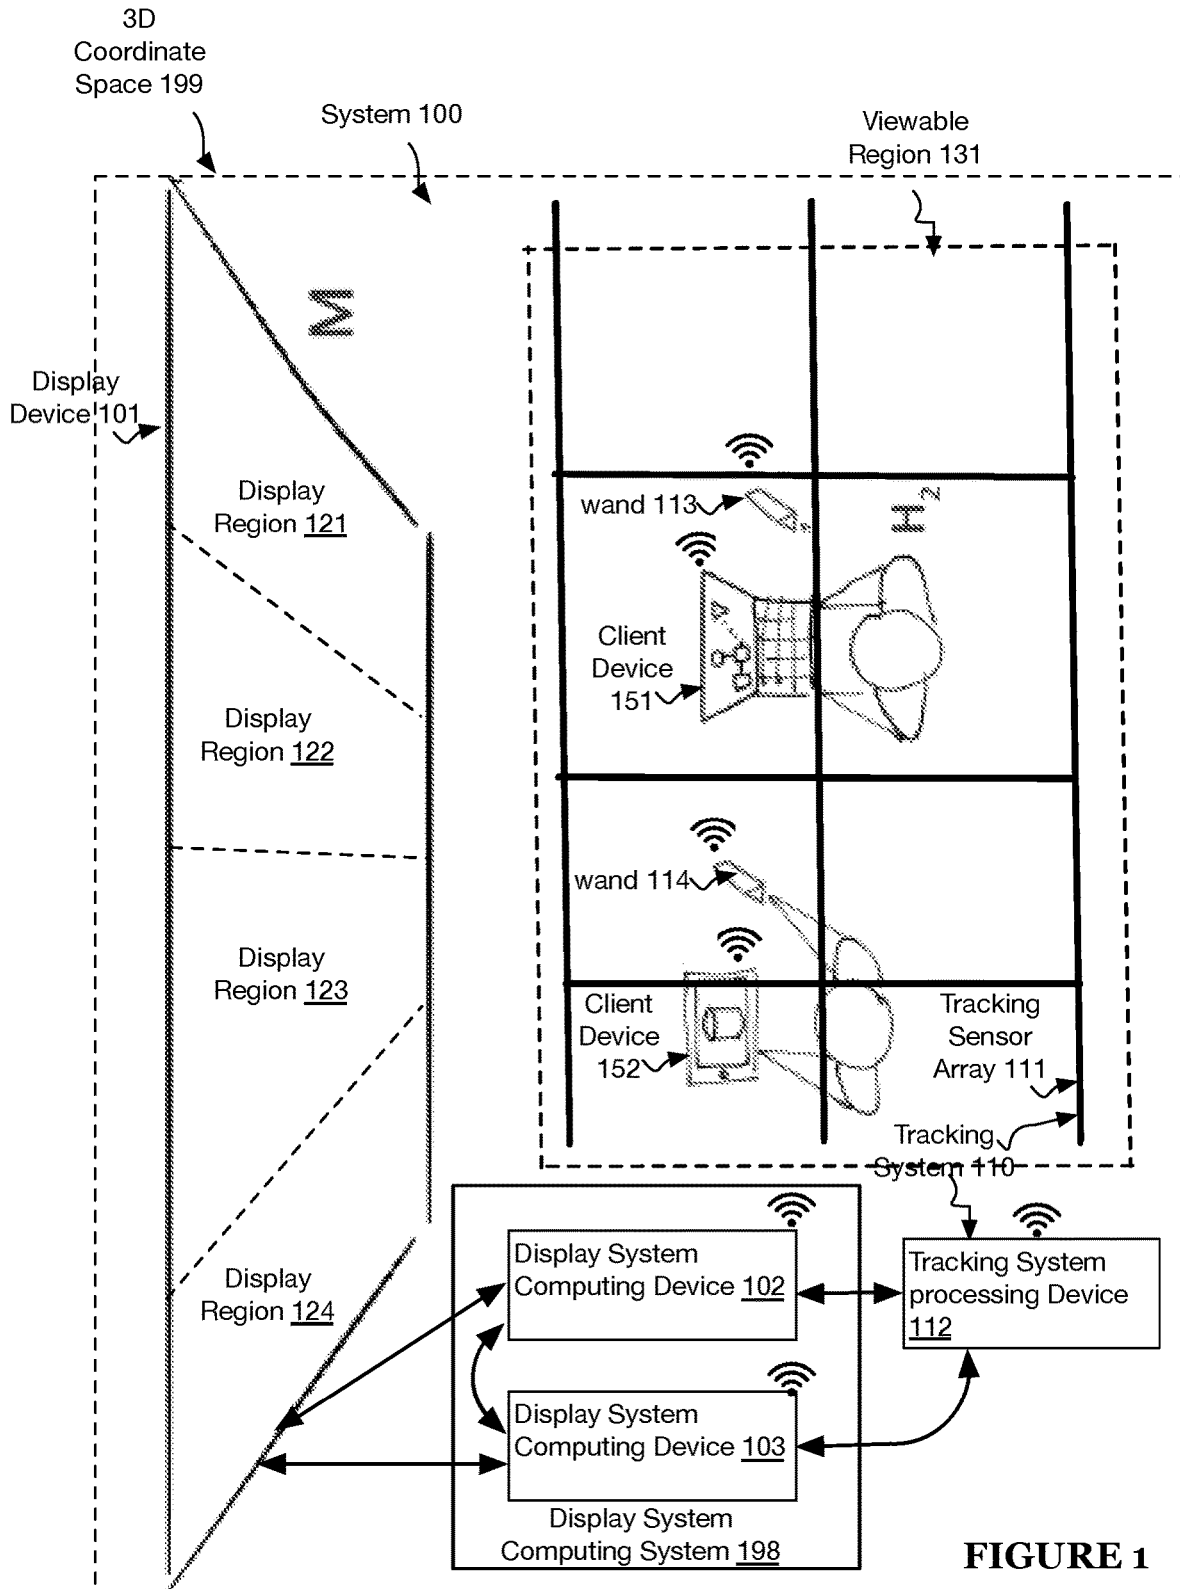 3D
Coordinate
Space 199
System 100
Viewable
Region 131
M
Display
Device 101
Display
Region 121
wand 113
H2
Client
Device
151
Display
Region 122
wand 114
Display
Region 123
Client
Device
152
Tracking
Sensor
Array 111
Tracking
System 110
Display System
Computing Device 102
Tracking System
processing Device
112
Display
Region 124
Display System
Computing Device 103
Display System
Computing System 198
FIGURE 1